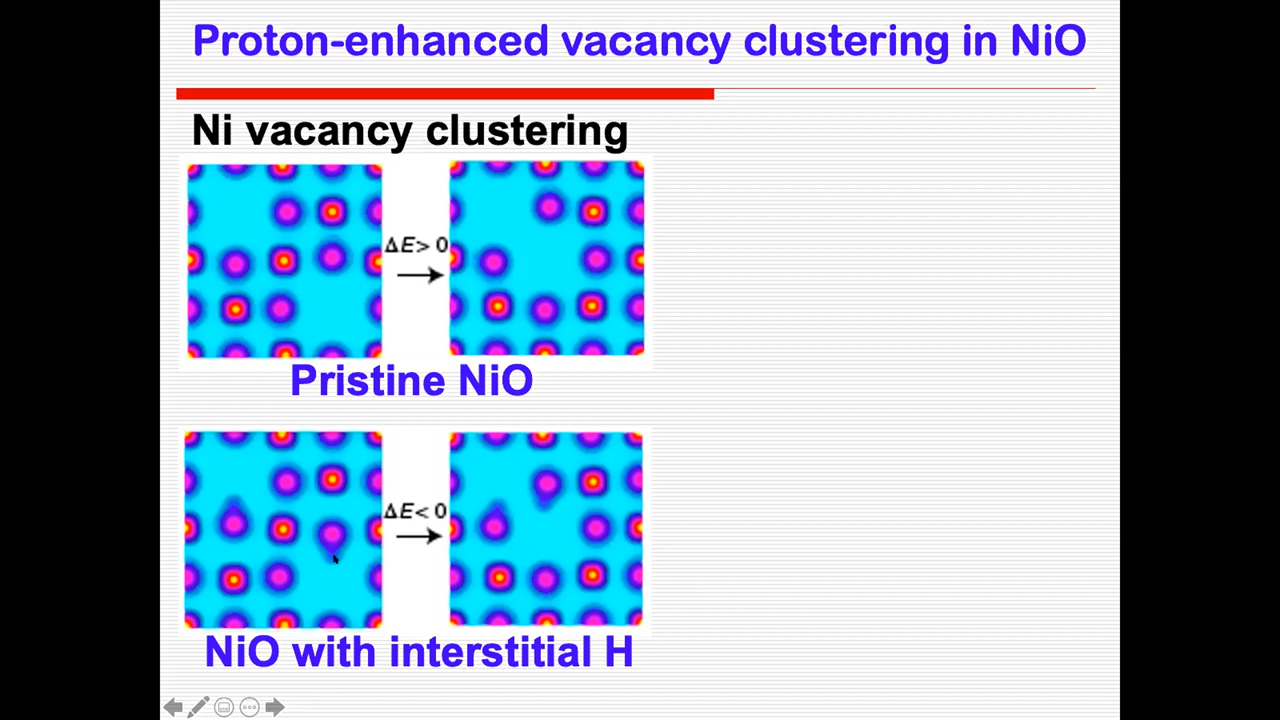 Proton-enhanced vacancy clustering in NiO
Ni vacancy clustering
ΔE> 0
Pristine NiO
ΔE< 0
NiO with interstitial H